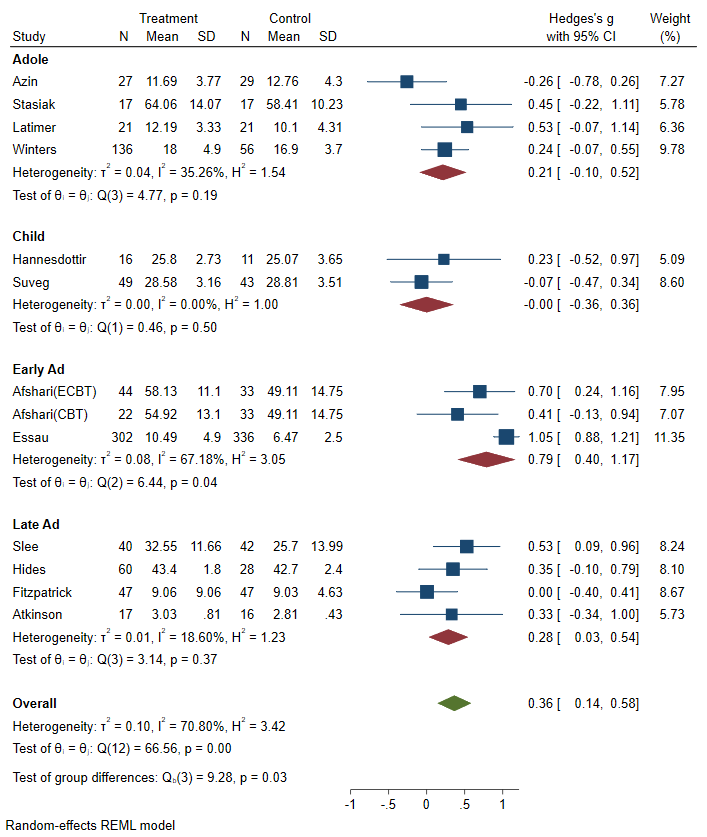 Treatment Control Hedges's g Weight
Study N Mean SD N Mean SD with 95% CI (%)
Adole
Azin 27 11.69 3.77 29 12.76 4.3 -0.26 [ -0.78, 0.26] 7.27
Stasiak 17 64.06 14.07 17 58.41 10.23 0.45 [ -0.22, 1.11] 5.78
Latimer 21 12.19 3.33 21 10.1 4.31 0.53 [ -0.07, 1.14] 6.36
Winters 136 18 4.9 56 16.9 3.7 0.24 [ -0.07, 0.55] 9.78
Heterogeneity: τ² = 0.04, I² = 35.26%, H² = 1.54 0.21 [ -0.10, 0.52]
Test of θᵢ = θⱼ: Q(3) = 4.77, p = 0.19
Child
Hannesdottir 16 25.8 2.73 11 25.07 3.65 0.23 [ -0.52, 0.97] 5.09
Suveg 49 28.58 3.16 43 28.81 3.51 -0.07 [ -0.47, 0.34] 8.60
Heterogeneity: τ² = 0.00, I² = 0.00%, H² = 1.00 -0.00 [ -0.36, 0.36]
Test of θᵢ = θⱼ: Q(1) = 0.46, p = 0.50
Early Ad
Afshari(ECBT) 44 58.13 11.1 33 49.11 14.75 0.70 [ 0.24, 1.16] 7.95
Afshari(CBT) 22 54.92 13.1 33 49.11 14.75 0.41 [ -0.13, 0.94] 7.07
Essau 302 10.49 4.9 336 6.47 2.5 1.05 [ 0.88, 1.21] 11.35
Heterogeneity: τ² = 0.08, I² = 67.18%, H² = 3.05 0.79 [ 0.40, 1.17]
Test of θᵢ = θⱼ: Q(2) = 6.44, p = 0.04
Late Ad
Slee 40 32.55 11.66 42 25.7 13.99 0.53 [ 0.09, 0.96] 8.24
Hides 60 43.4 1.8 28 42.7 2.4 0.35 [ -0.10, 0.79] 8.10
Fitzpatrick 47 9.06 9.06 47 9.03 4.63 0.00 [ -0.40, 0.41] 8.67
Atkinson 17 3.03 .81 16 2.81 .43 0.33 [ -0.34, 1.00] 5.73
Heterogeneity: τ² = 0.01, I² = 18.60%, H² = 1.23 0.28 [ 0.03, 0.54]
Test of θᵢ = θⱼ: Q(3) = 3.14, p = 0.37
Overall 0.36 [ 0.14, 0.58]
Heterogeneity: τ² = 0.10, I² = 70.80%, H² = 3.42
Test of θᵢ = θⱼ: Q(12) = 66.56, p = 0.00
Test of group differences: Qᵦ(3) = 9.28, p = 0.03
-1 -.5 0 .5 1
Random-effects REML model